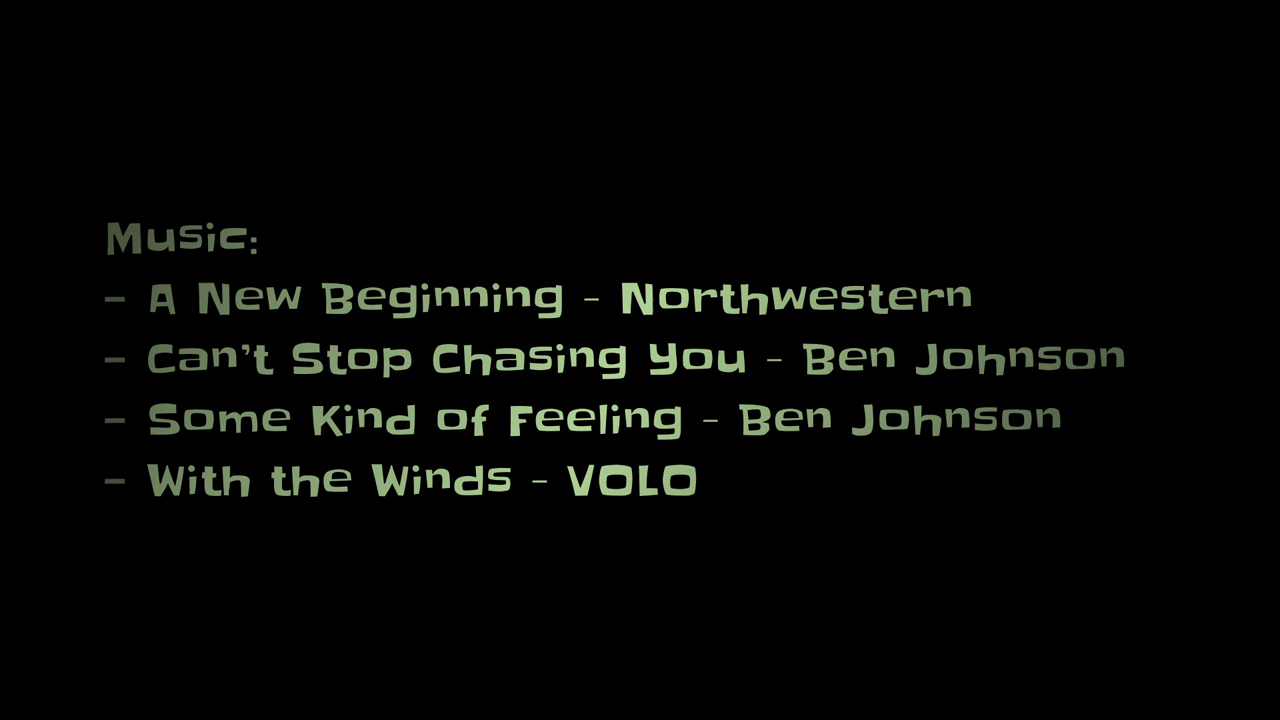 Music:
- A New Beginning - Northwestern
- Can't Stop Chasing You - Ben Johnson
- Some Kind of Feeling - Ben Johnson
- With the Winds - VOLO